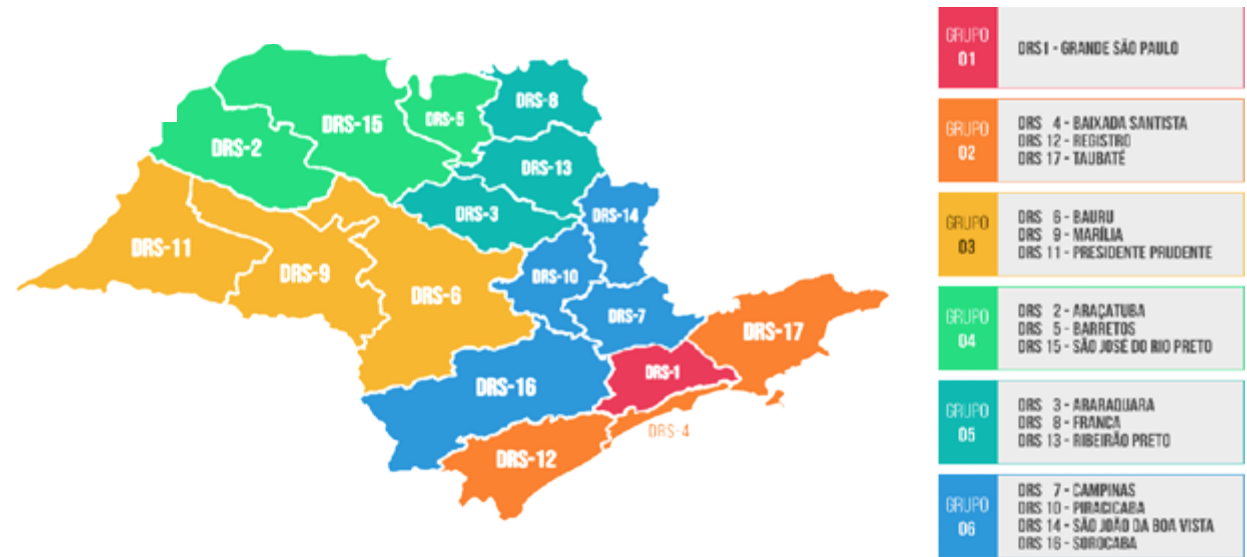 DRS-8
DRS-15
DRS-5
DRS-2
DRS-13
DRS-3
DRS-14
DRS-11
DRS-9
DRS-10
DRS-6
DRS-7
DRS-17
DRS-1
DRS-16
DRS-4
DRS-12
GRUPO
01
DRS I - GRANDE SÃO PAULO
GRUPO
02
DRS 4 - BAIXADA SANTISTA
DRS 12 - REGISTRO
DRS 17 - TAUBATÉ
GRUPO
03
DRS 6 - BAURU
DRS 9 - MARÍLIA
DRS 11 - PRESIDENTE PRUDENTE
GRUPO
04
DRS 2 - ARAÇATUBA
DRS 5 - BARRETOS
DRS 15 - SÃO JOSÉ DO RIO PRETO
GRUPO
05
DRS 3 - ARARAQUARA
DRS 8 - FRANCA
DRS 13 - RIBEIRÃO PRETO
GRUPO
06
DRS 7 - CAMPINAS
DRS 10 - PIRACICABA
DRS 14 - SÃO JOÃO DA BOA VISTA
DRS 16 - SOROCABA